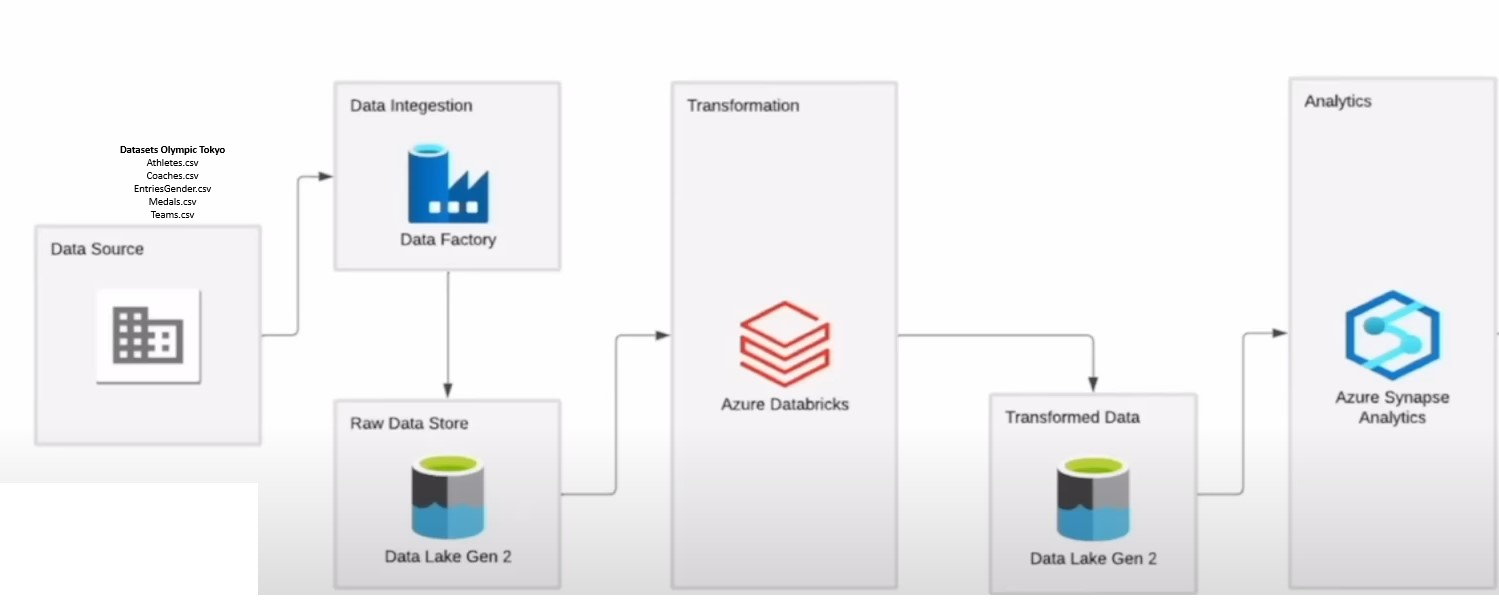 Datasets Olympic Tokyo
Athletes.csv
Coaches.csv
EntriesGender.csv
Medals.csv
Teams.csv
Data Source
Data Integestion
Data Factory
Raw Data Store
Data Lake Gen 2
Transformation
Azure Databricks
Transformed Data
Data Lake Gen 2
Analytics
Azure Synapse
Analytics